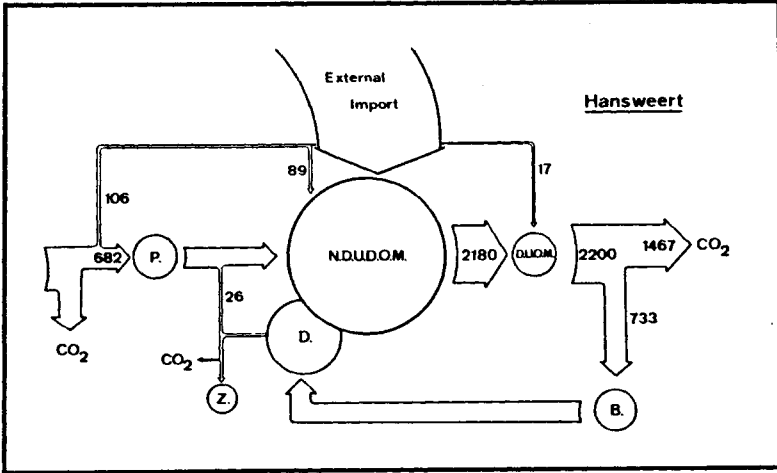 External
Import
Hansweert
89
17
106
N.D.U.D.O.M.
2180
D.U.O.M.
2200
1467 CO2
682
P.
26
733
D.
CO2
CO2
Z.
B.